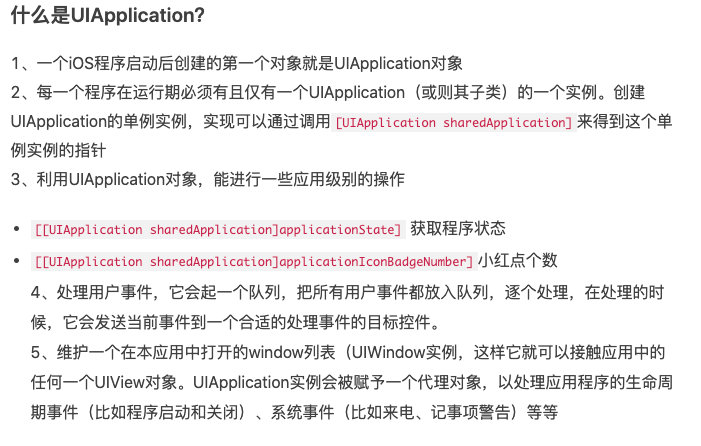 什么是UIApplication?
1、一个iOS程序启动后创建的第一个对象就是UIApplication对象
2、每一个程序在运行期必须有且仅有一个UIApplication（或则其子类）的一个实例。创建
UIApplication的单例实例，实现可以通过调用[UIApplication sharedApplication]来得到这个单
例实例的指针
3、利用UIApplication对象，能进行一些应用级别的操作
• [[UIApplication sharedApplication]applicationState] 获取程序状态
• [[UIApplication sharedApplication]applicationIconBadgeNumber]小红点个数
4、处理用户事件，它会起一个队列，把所有用户事件都放入队列，逐个处理，在处理的时
候，它会发送当前事件到一个合适的处理事件的目标控件。
5、维护一个在本应用中打开的window列表（UIWindow实例，这样它就可以接触应用中的
任何一个UIView对象。UIApplication实例会被赋予一个代理对象，以处理应用程序的生命周
期事件（比如程序启动和关闭）、系统事件（比如来电、记事项警告）等等